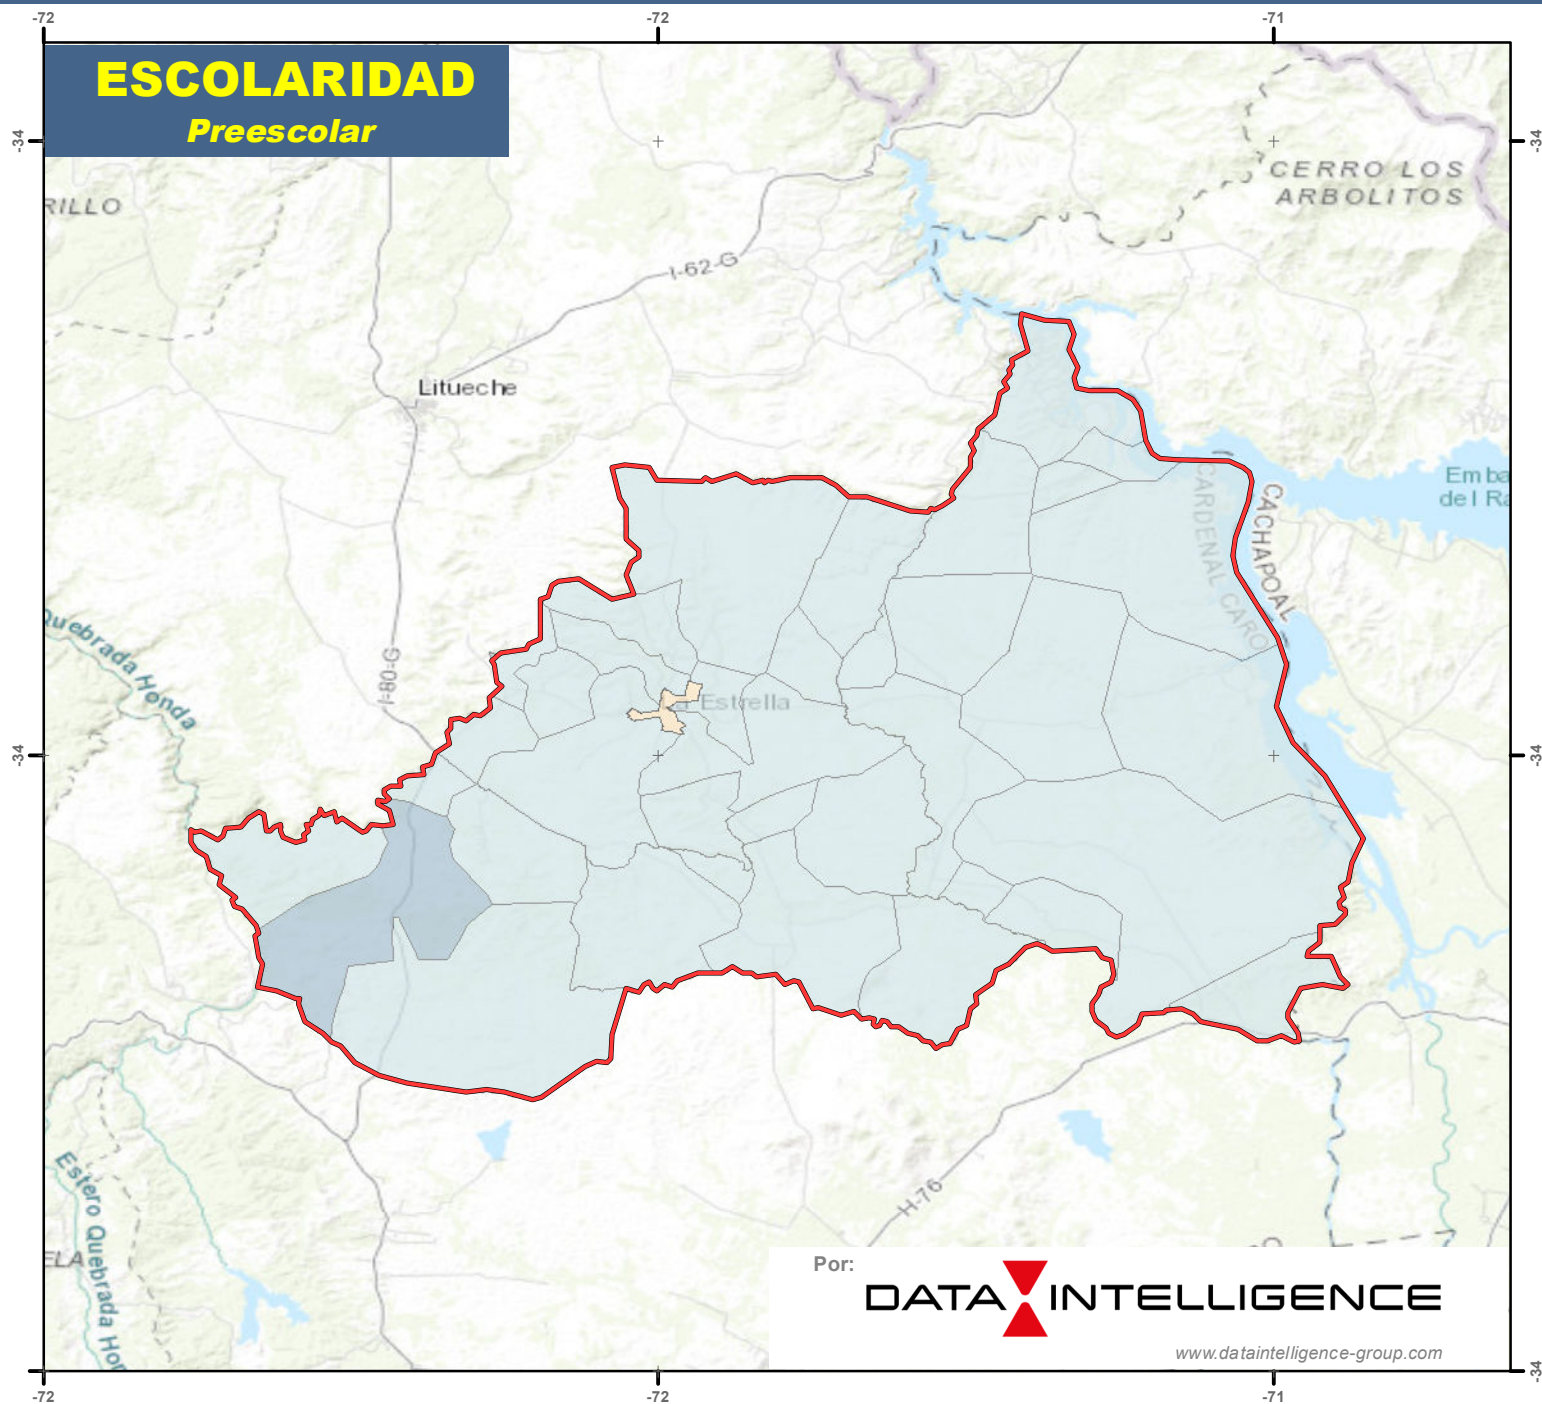 -72
-72
-71
ESCOLARIDAD
Preescolar
-34
-34
CERRO LOS
ARBOLITOS
RILLO
I-62-G
Litueche
Emba
del Ra
CACHAPOAL
CARDENAL CARO
Quebrada Honda
I-80-G
a Estrella
-34
-34
Estero Quebrada Hon
H-76
ELA
Por:
DATA INTELLIGENCE
www.dataintelligence-group.com
-34
-72
-72
-71